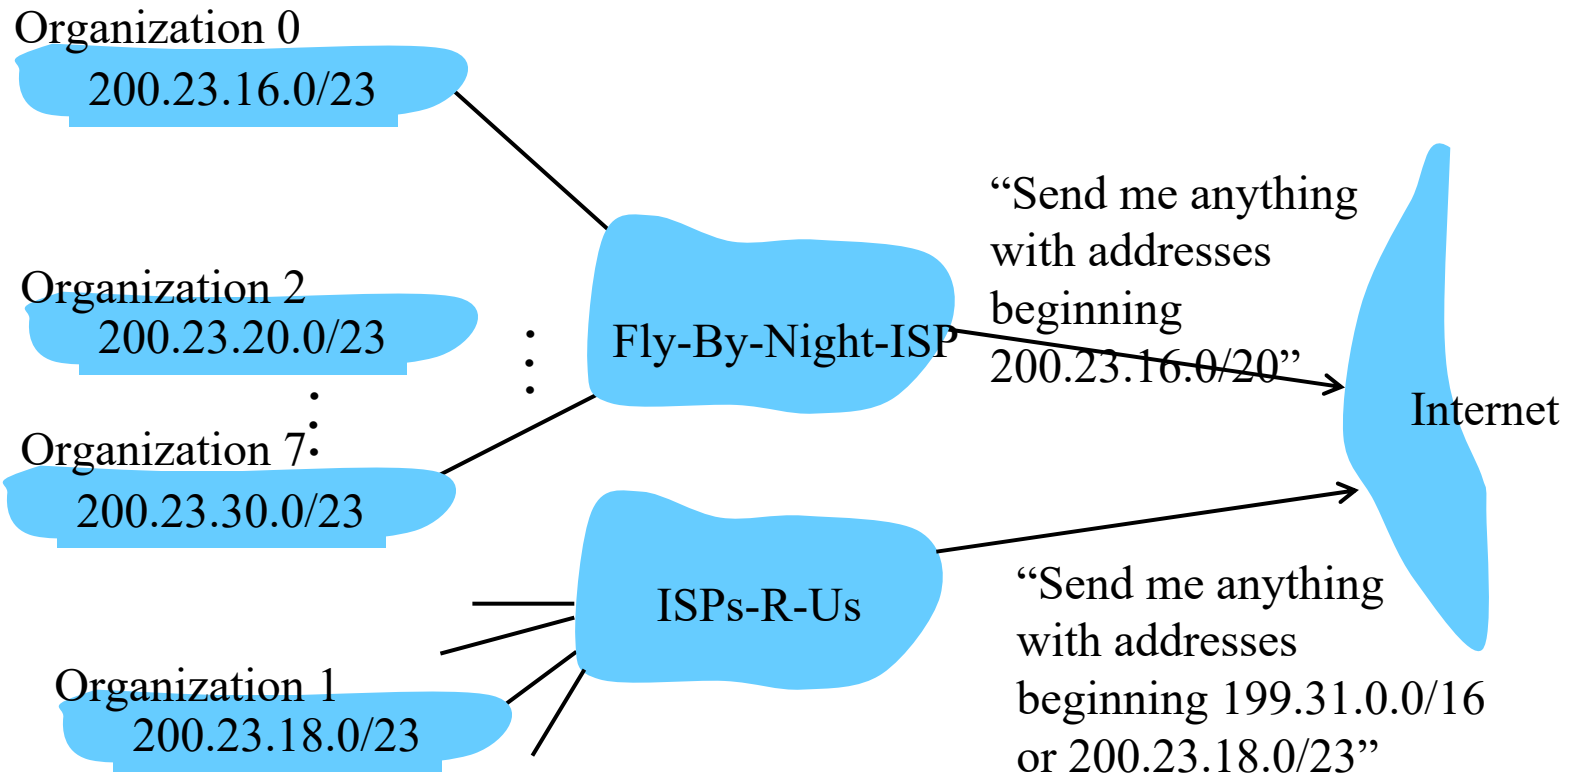 Organization 0
200.23.16.0/23
Organization 2
200.23.20.0/23
Organization 7
200.23.30.0/23
Fly-By-Night-ISP
“Send me anything
with addresses
beginning
200.23.16.0/20”
Internet
ISPs-R-Us
Organization 1
200.23.18.0/23
“Send me anything
with addresses
beginning 199.31.0.0/16
or 200.23.18.0/23”